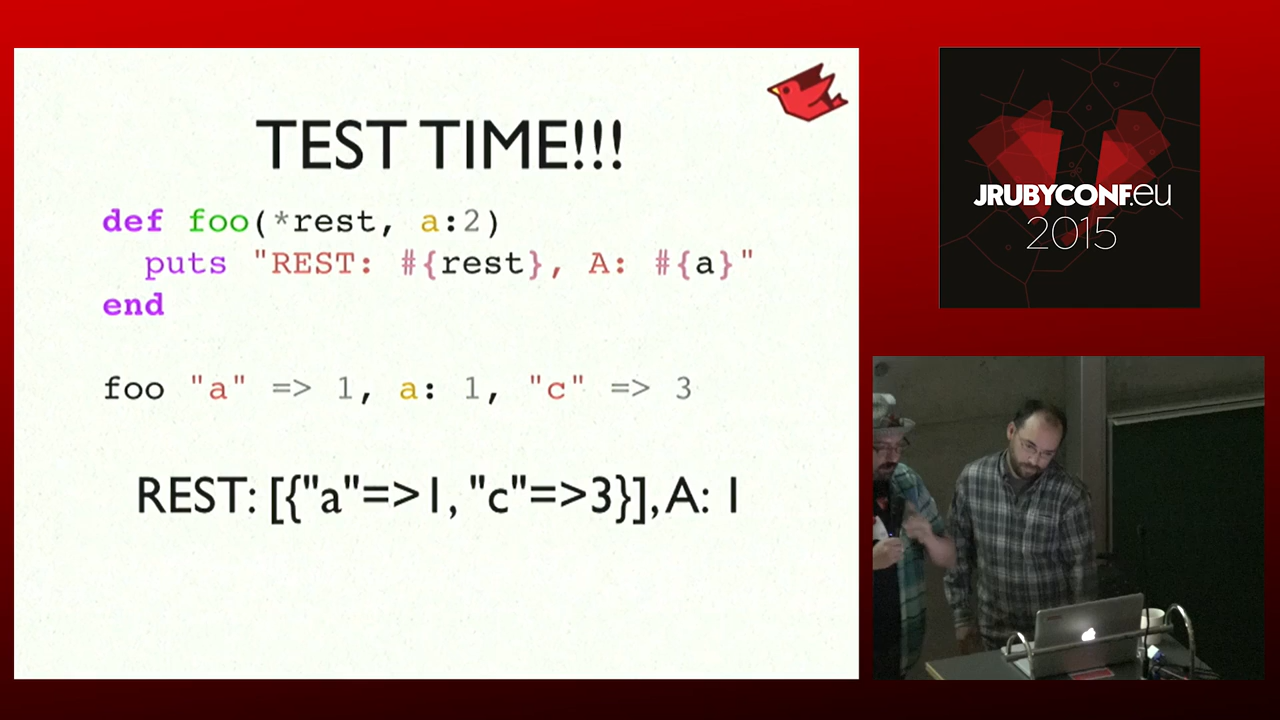 TEST TIME!!!
def foo(*rest, a:2)
puts "REST: #{rest}, A: #{a}"
end
foo "a" => 1, a: 1, "c" => 3
REST: [{"a"=>1, "c"=>3}], A: 1
JRUBYCONF.eu
2015